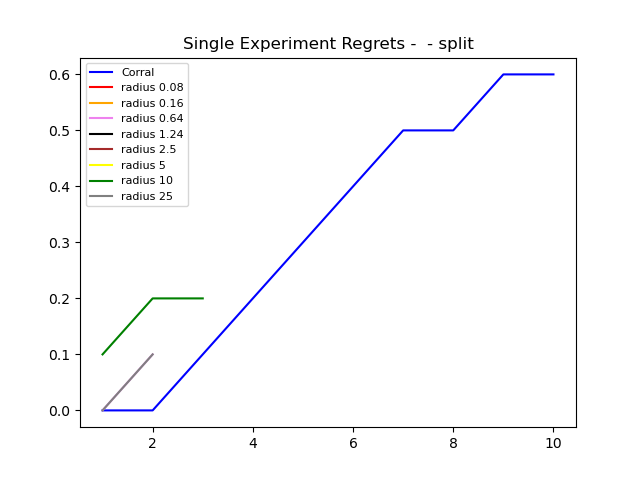 Single Experiment Regrets -  - split
Corral
radius 0.08
radius 0.16
radius 0.64
radius 1.24
radius 2.5
radius 5
radius 10
radius 25
0.6
0.5
0.4
0.3
0.2
0.1
0.0
2 4 6 8 10